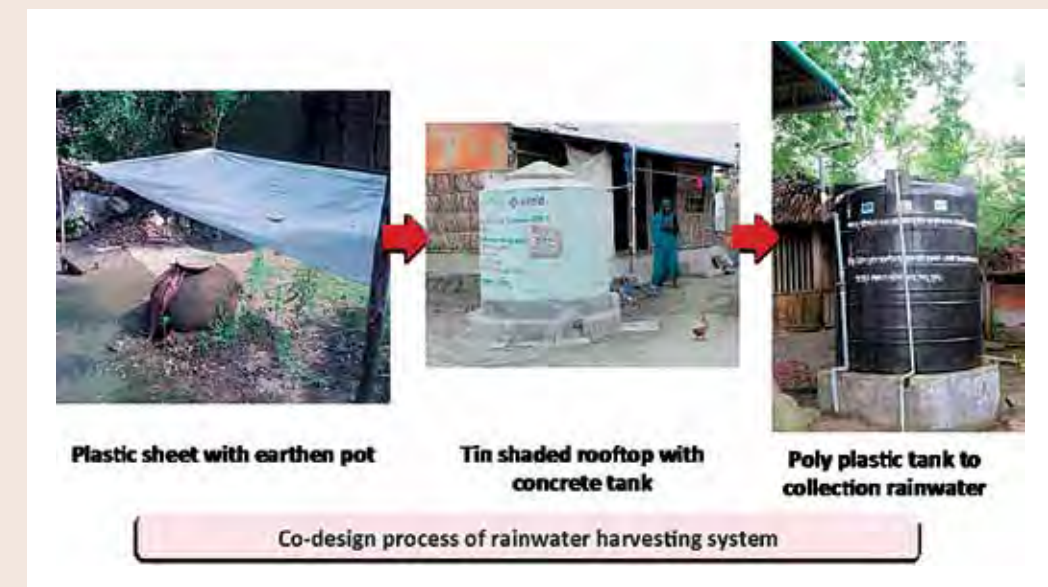 Plastic sheet with earthen pot
Tin shaded rooftop with
concrete tank
Poly plastic tank to
collection rainwater
Co-design process of rainwater harvesting system